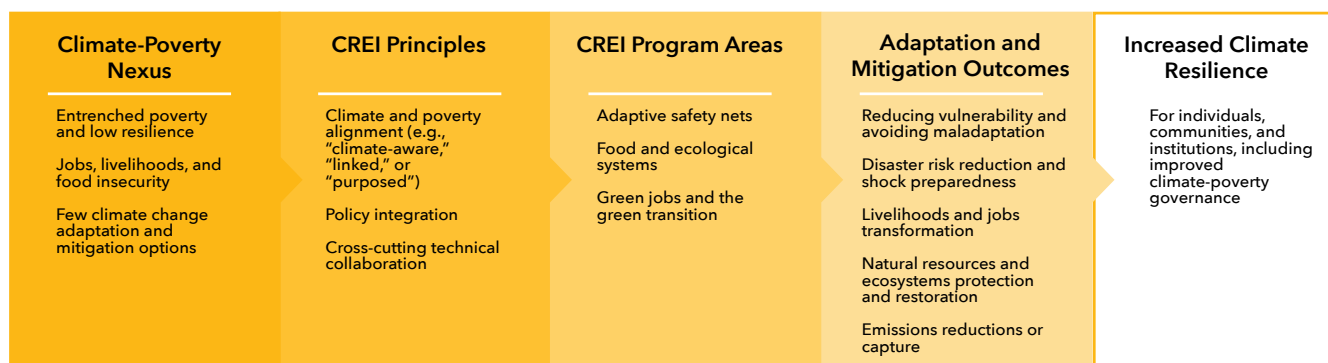 Climate-Poverty
Nexus
Entrenched poverty
and low resilience
Jobs, livelihoods, and
food insecurity
Few climate change
adaptation and
mitigation options
CREI Principles
Climate and poverty
alignment (e.g.,
“climate-aware,”
“linked,” or
“purposed”)
Policy integration
Cross-cutting technical
collaboration
CREI Program Areas
Adaptive safety nets
Food and ecological
systems
Green jobs and the
green transition
Adaptation and
Mitigation Outcomes
Reducing vulnerability and
avoiding maladaptation
Disaster risk reduction and
shock preparedness
Livelihoods and jobs
transformation
Natural resources and
ecosystems protection
and restoration
Emissions reductions or
capture
Increased Climate
Resilience
For individuals,
communities, and
institutions, including
improved
climate-poverty
governance